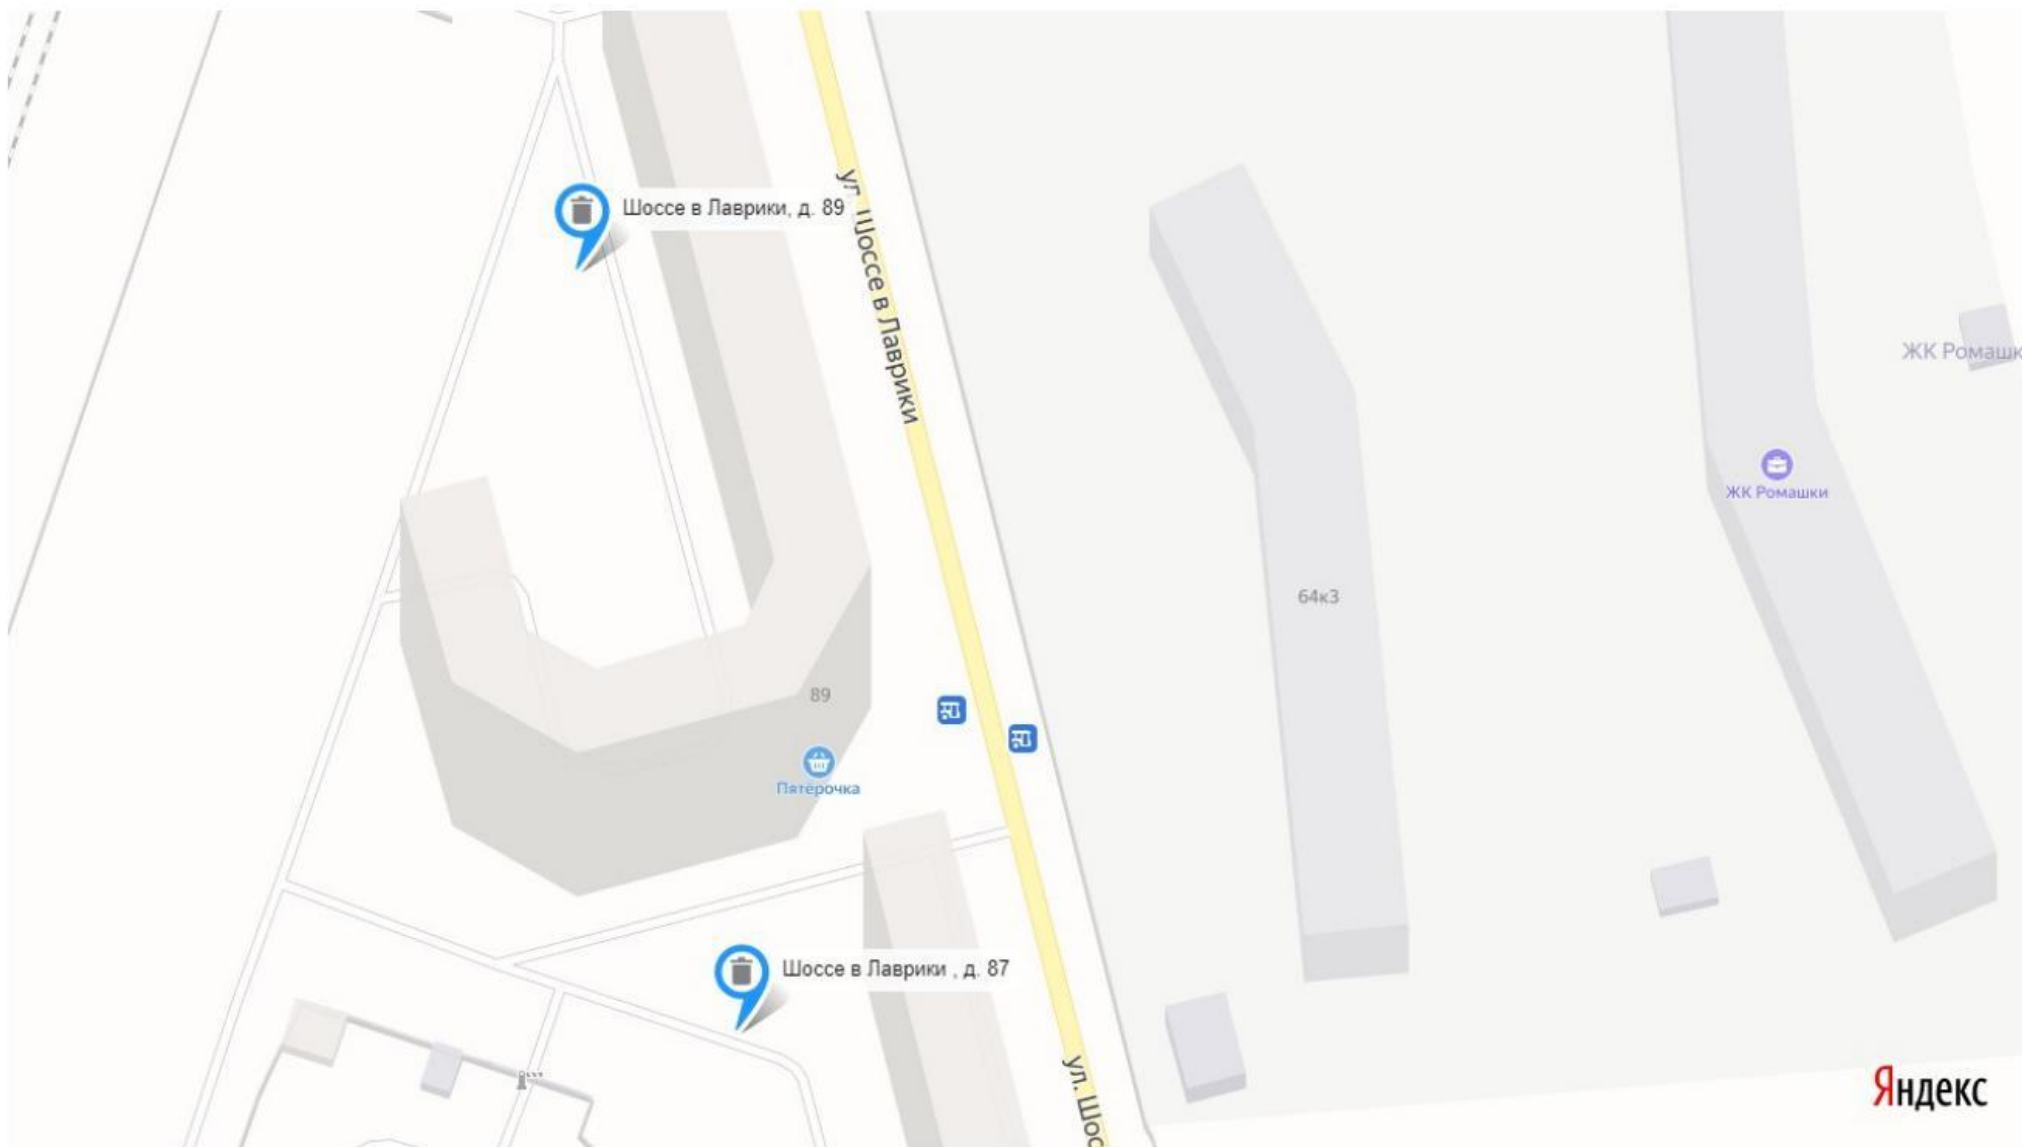 Шоссе в Лаврики, д. 89
ул. Шоссе в Лаврики
ЖК Ромашк
ЖК Ромашки
64к3
89
Пятёрочка
Шоссе в Лаврики , д. 87
ул. Шос
Яндекс